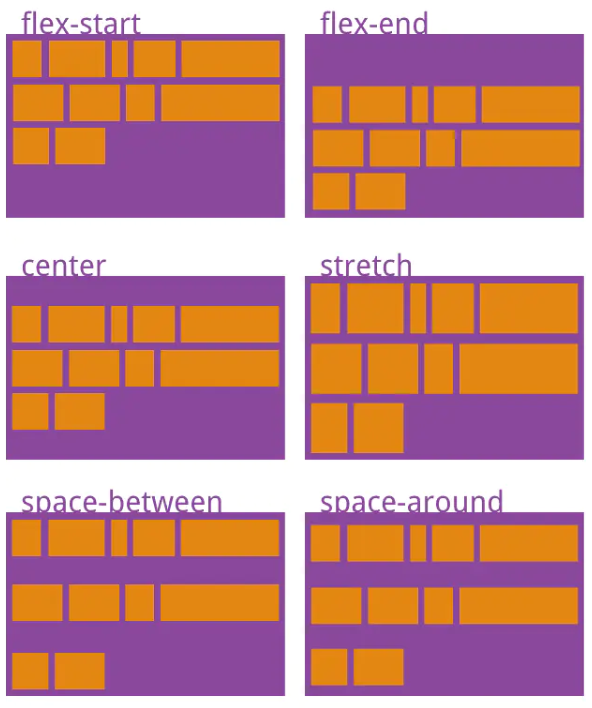 flex-start
flex-end
center
stretch
space-between
space-around